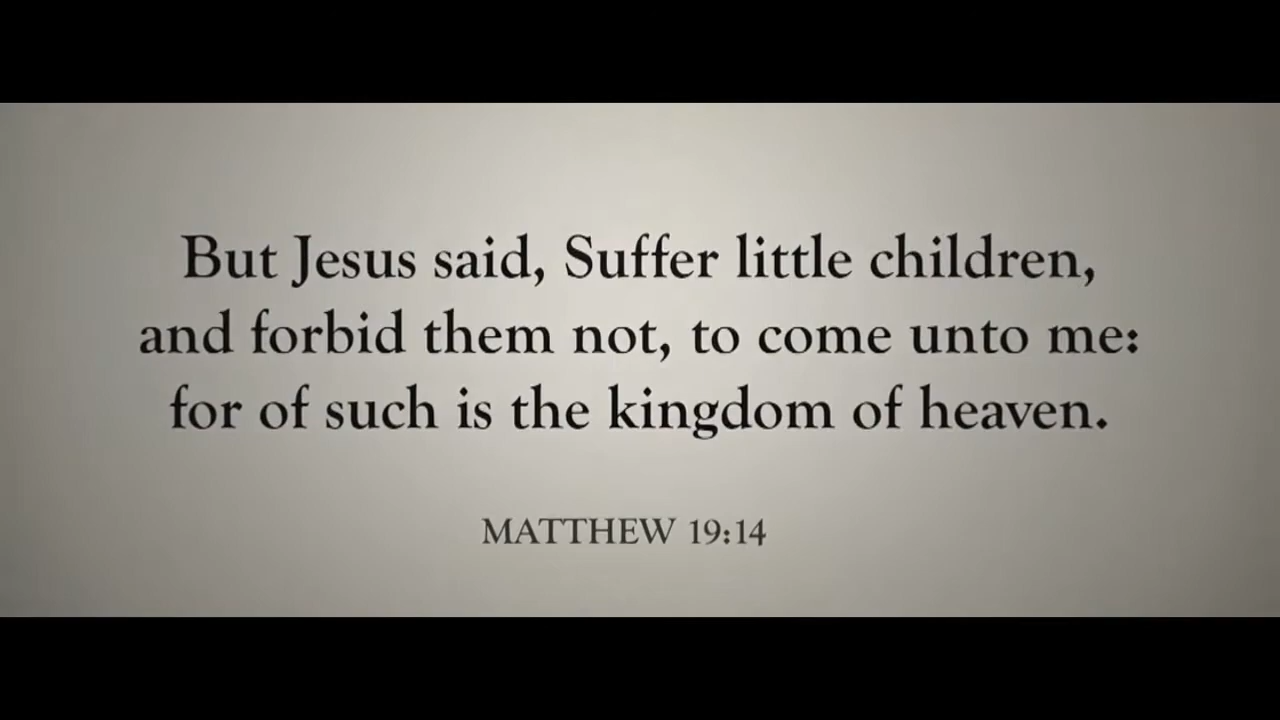 But Jesus said, Suffer little children,
and forbid them not, to come unto me:
for of such is the kingdom of heaven.
MATTHEW 19:14